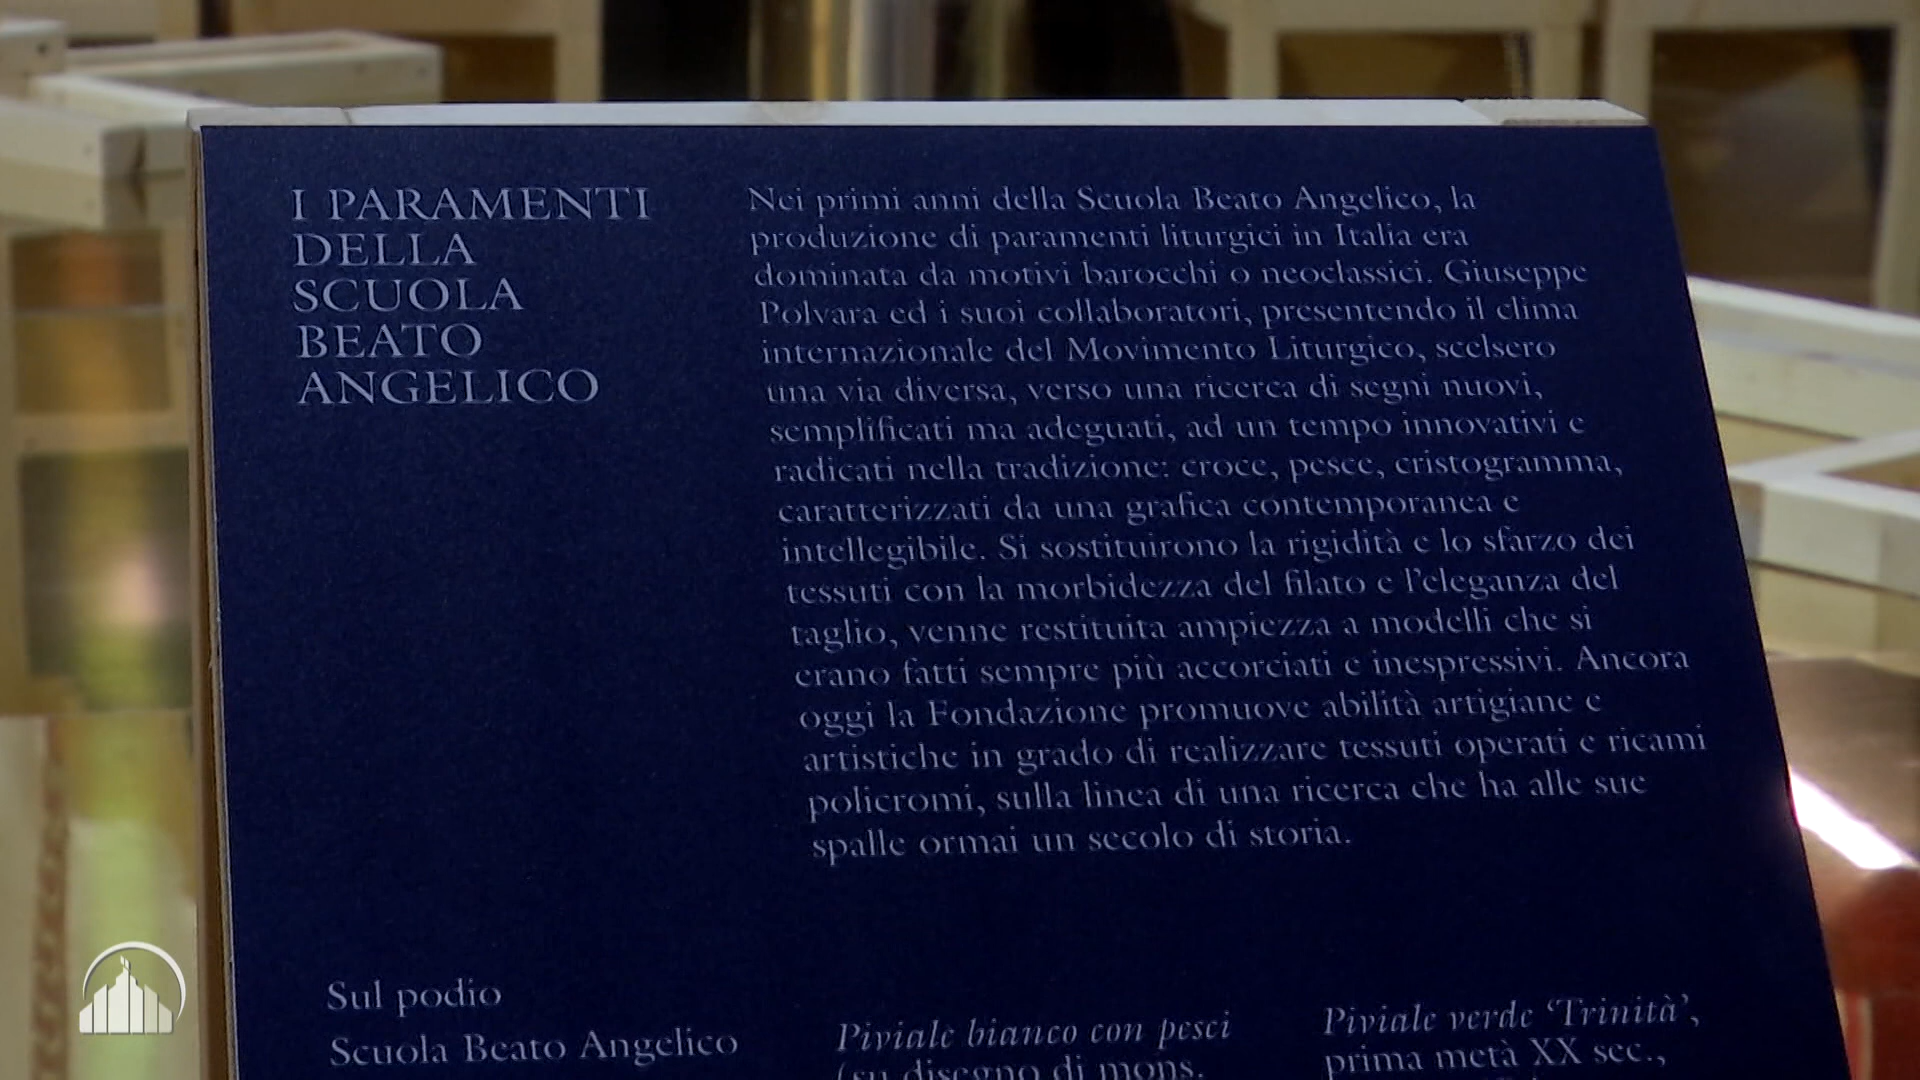 I PARAMENTI
DELLA
SCUOLA
BEATO
ANGELICO
Nei primi anni della Scuola Beato Angelico, la
produzione di paramenti liturgici in Italia era
dominata da motivi barocchi o neoclassici. Giuseppe
Polvara ed i suoi collaboratori, presentendo il clima
internazionale del Movimento Liturgico, scelsero
una via diversa, verso una ricerca di segni nuovi,
semplificati ma adeguati, ad un tempo innovativi e
radicati nella tradizione: croce, pesce, cristogramma,
caratterizzati da una grafica contemporanea e
intellegibile. Si sostituirono la rigidità e lo sfarzo dei
tessuti con la morbidezza del filato e l'eleganza del
taglio, venne restituita ampiezza a modelli che si
erano fatti sempre più accorciati e inespressivi. Ancora
oggi la Fondazione promuove abilità artigiane e
artistiche in grado di realizzare tessuti operati e ricami
policromi, sulla linea di una ricerca che ha alle sue
spalle ormai un secolo di storia.
Sul podio
Scuola Beato Angelico
Piviale bianco con pesci
(su disegno di mons.
Piviale verde ‘Trinità’,
prima metà XX sec.,